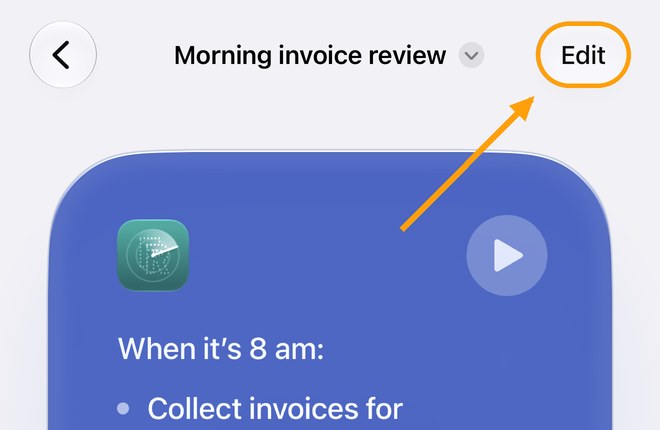 Morning invoice review
Edit
When it's 8 am:
Collect invoices for